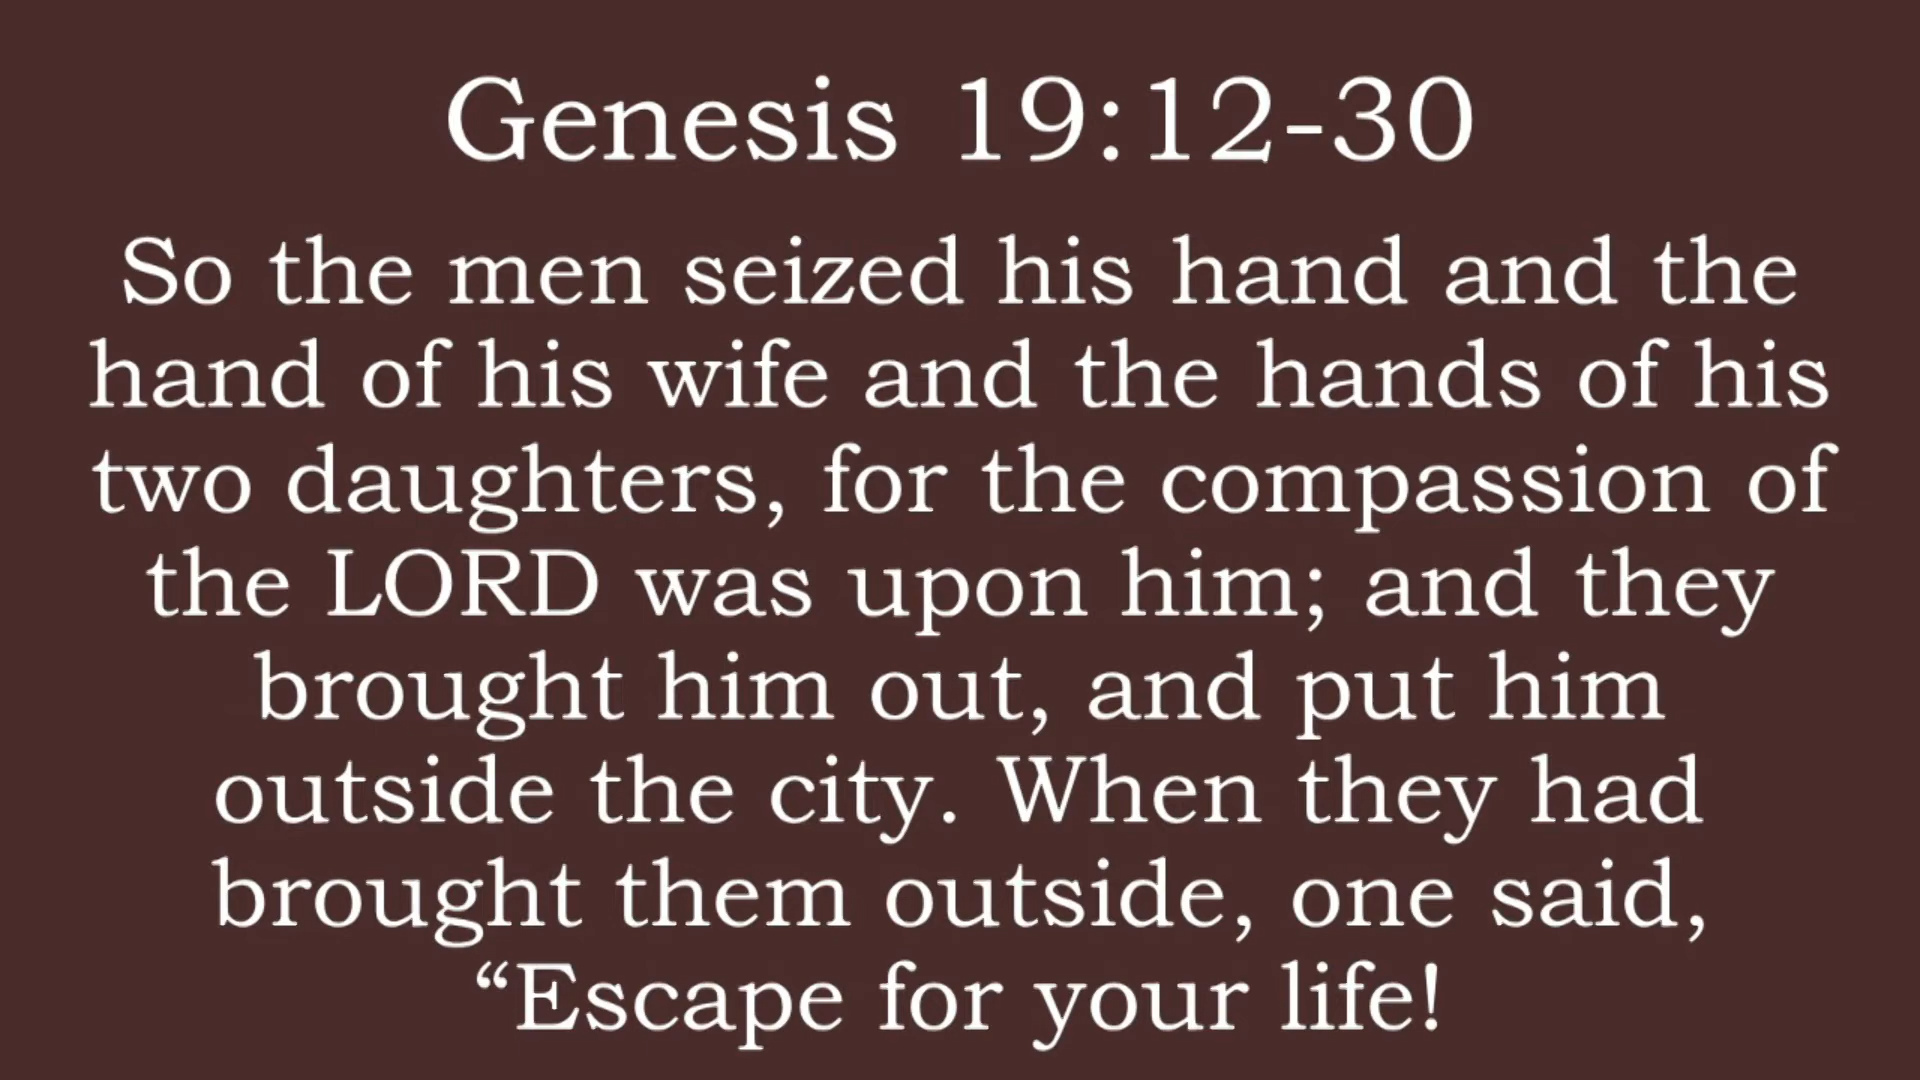 Genesis 19:12-30
So the men seized his hand and the
hand of his wife and the hands of his
two daughters, for the compassion of
the LORD was upon him; and they
brought him out, and put him
outside the city. When they had
brought them outside, one said,
“Escape for your life!